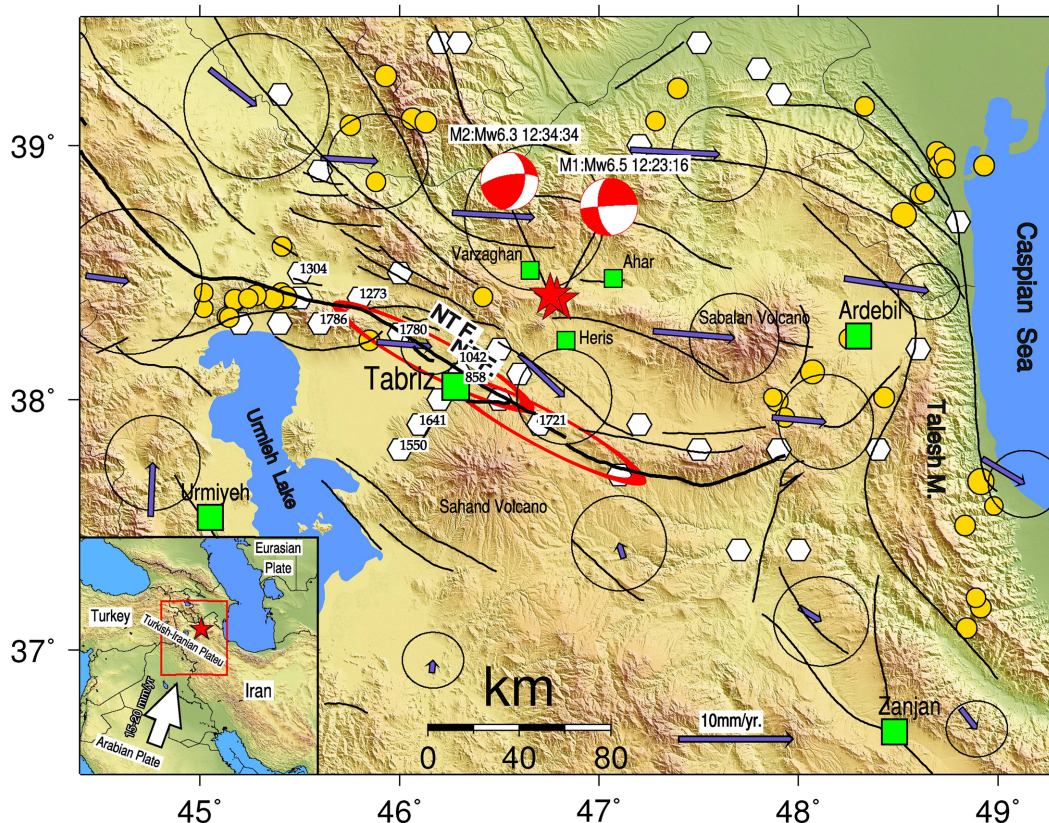 39˚
38˚
37˚
45˚
46˚
47˚
48˚
49˚
M2:Mw6.3 12:34:34
M1:Mw6.5 12:23:16
Varzaghan
Ahar
Heris
Sabalan Volcano
Ardebil
Caspian Sea
Talesh M.
1304
1273
1786
1780
NT F.
1042
858
Tabriz
1641
1721
1550
Urmieh Lake
Urmiyeh
Sahand Volcano
Zanjan
km
0 40 80
10mm/yr.
Eurasian
Plate
Turkey
Turkish-Iranian Plateu
Iran
15-20 mm/yr
Arabian Plate